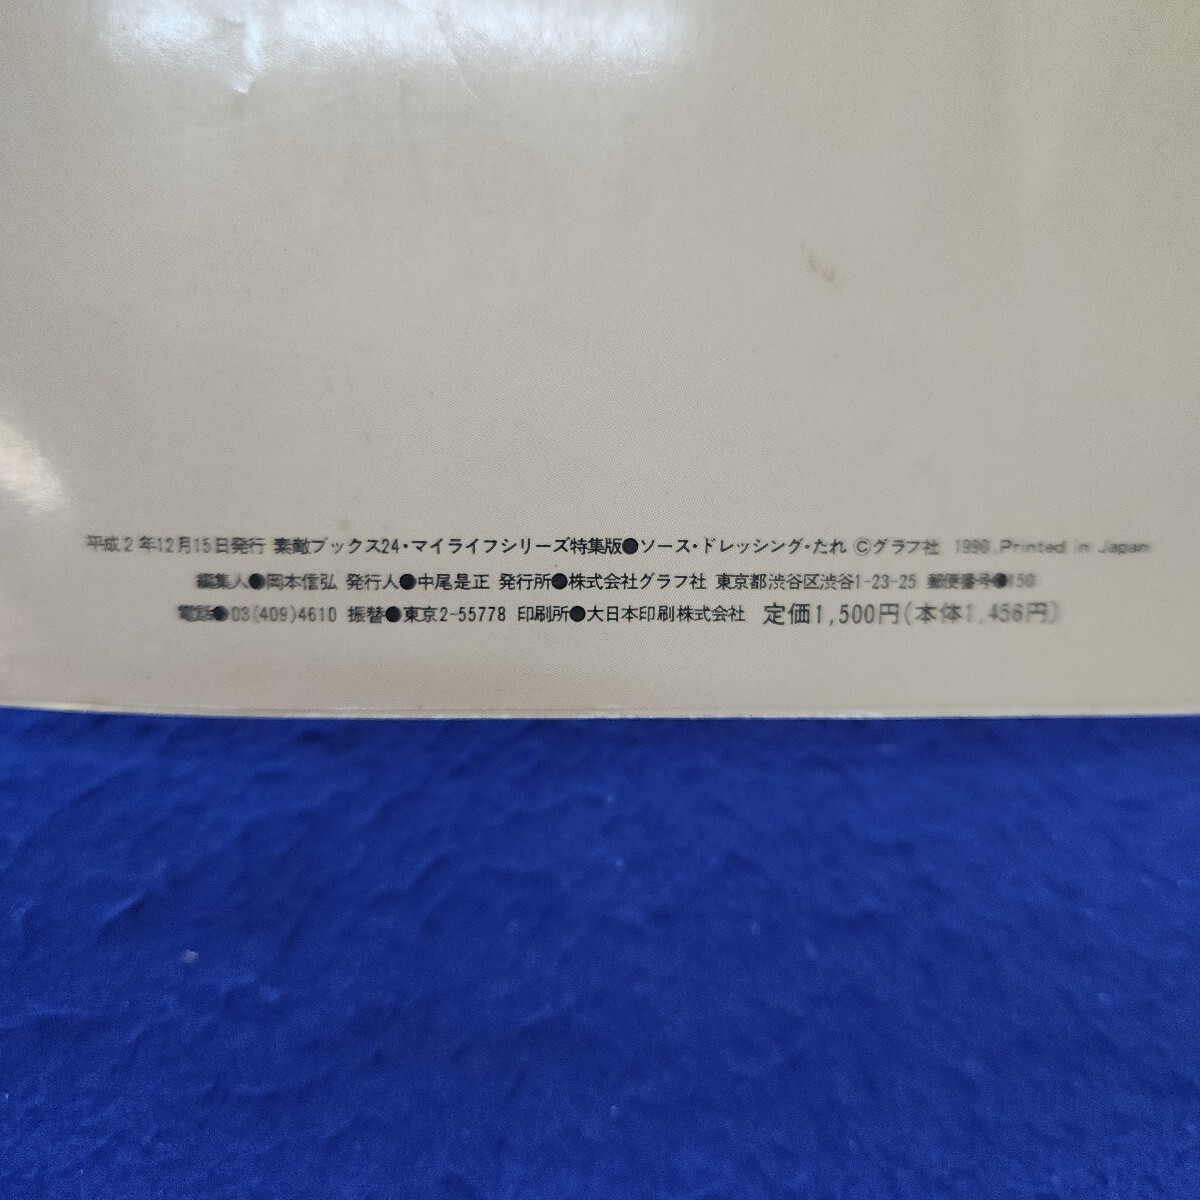 平成2年12月15日発行 素敵ブックス24・マイライフシリーズ特集版●ソース・ドレッシング・たれ ©グラフ社 1990.Printed in Japan
編集人●岡本信弘 発行人●中尾是正 発行所●株式会社グラフ社 東京都渋谷区渋谷1-23-25 郵便番号●150
電話●03(409)4610 振替●東京2-55778 印刷所●大日本印刷株式会社 定価1,500円(本体1,456円)